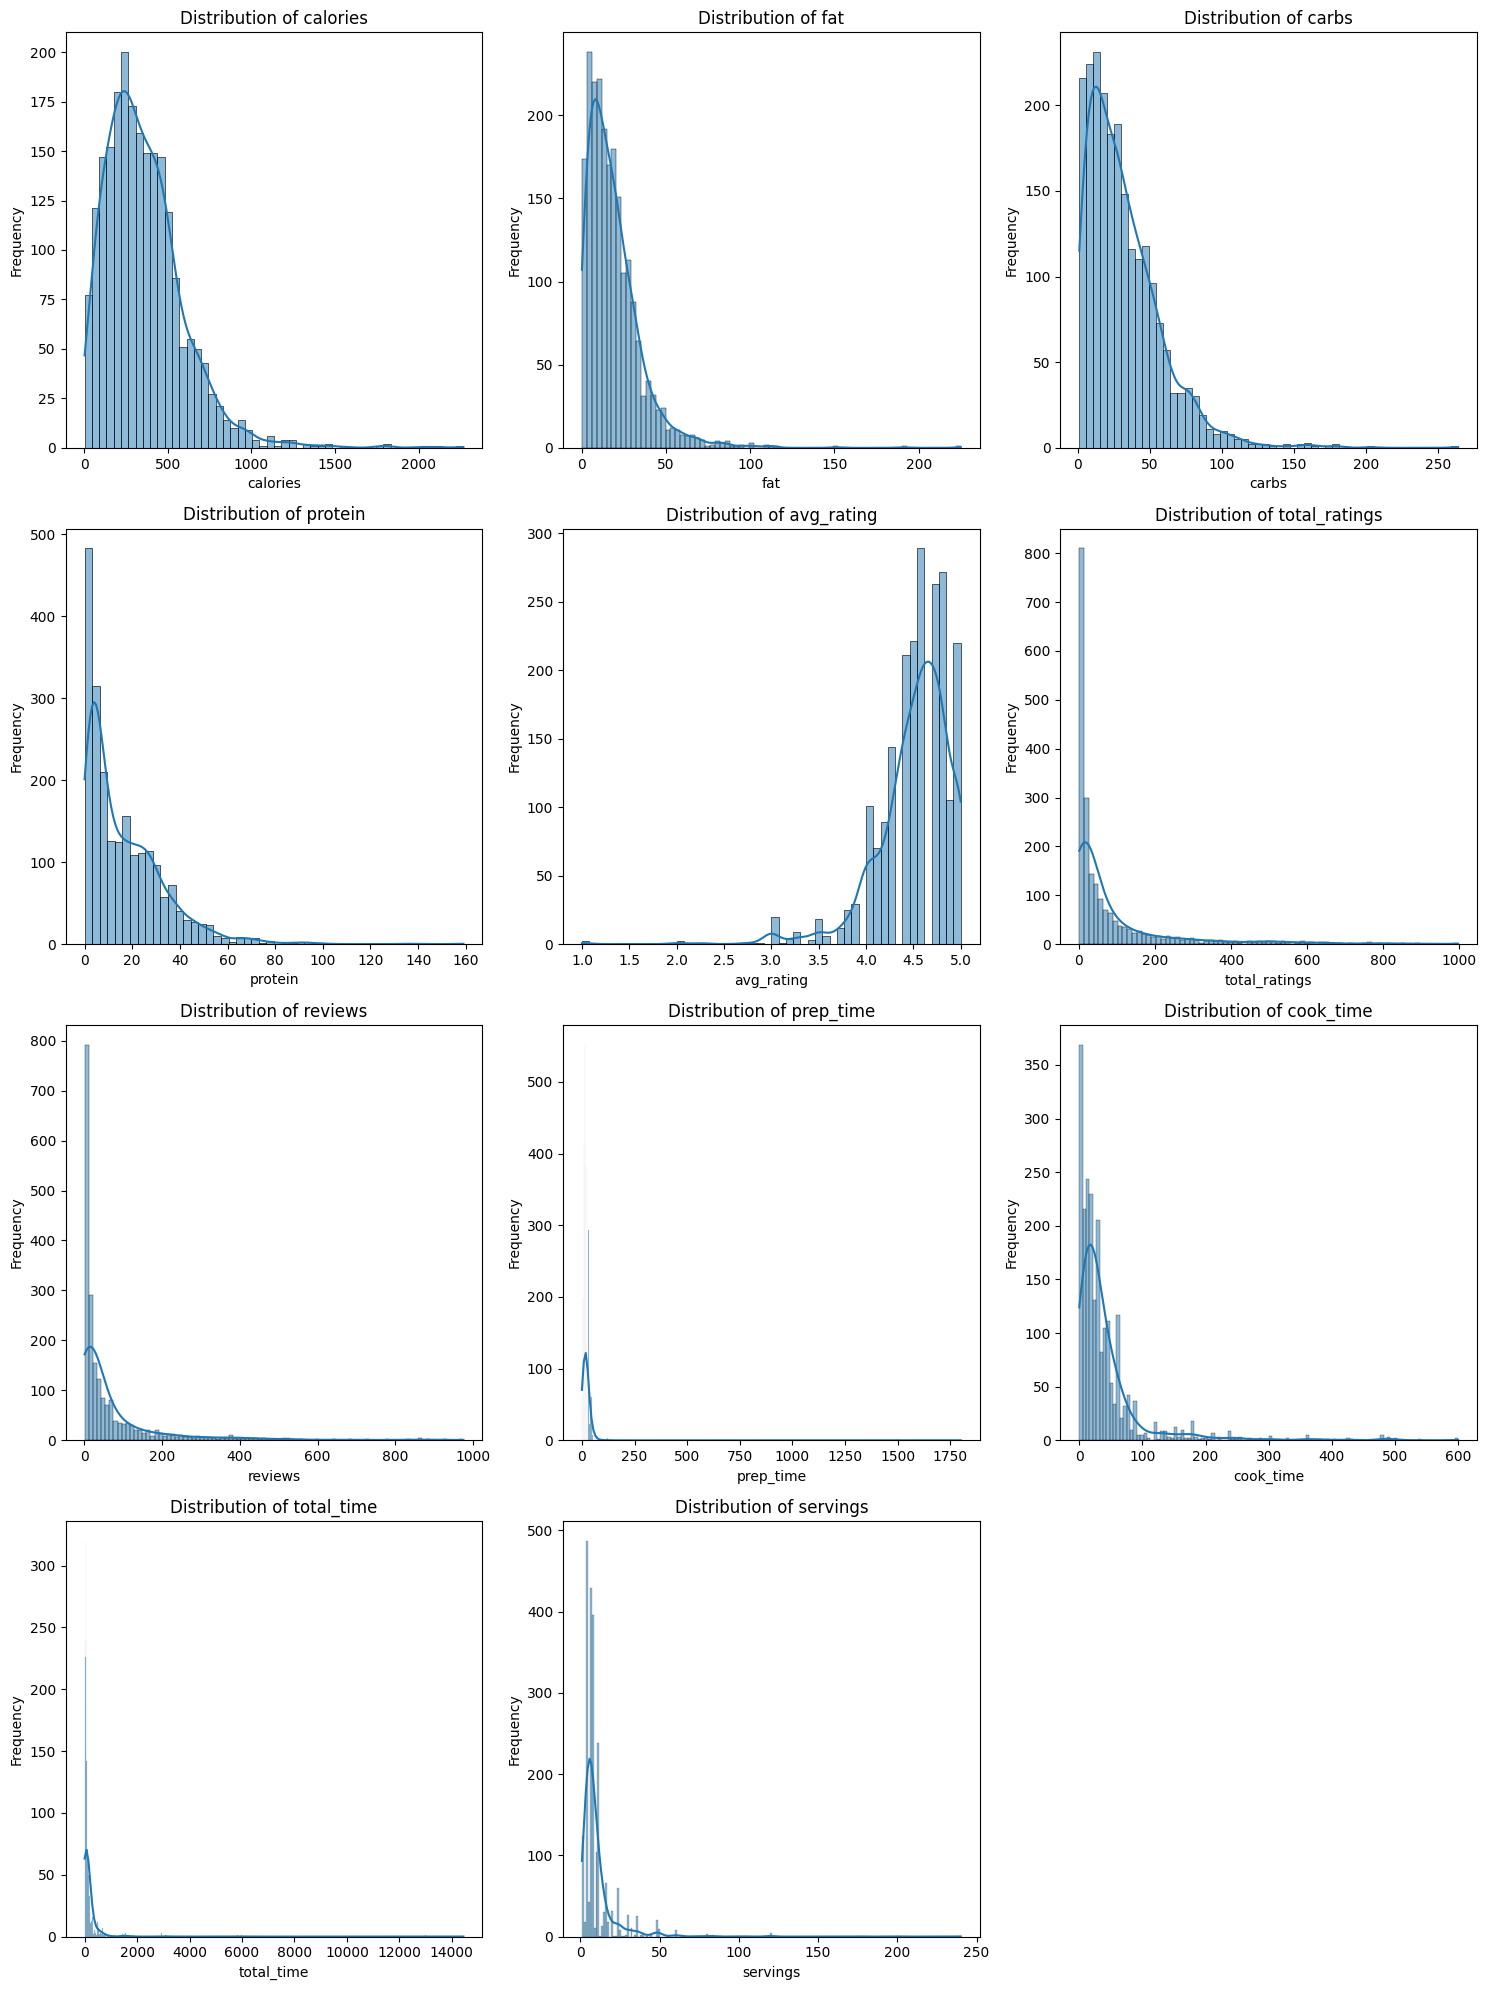 Distribution of calories
Distribution of fat
Distribution of carbs
200
175
150
125
100
75
50
25
0
Frequency
0 500 1000 1500 2000
calories
200
150
100
50
0
Frequency
0 50 100 150 200
fat
200
150
100
50
0
Frequency
0 50 100 150 200 250
carbs
Distribution of protein
Distribution of avg_rating
Distribution of total_ratings
500
400
300
200
100
0
Frequency
0 20 40 60 80 100 120 140 160
protein
300
250
200
150
100
50
0
Frequency
1.0 1.5 2.0 2.5 3.0 3.5 4.0 4.5 5.0
avg_rating
800
700
600
500
400
300
200
100
0
Frequency
0 200 400 600 800 1000
total_ratings
Distribution of reviews
Distribution of prep_time
Distribution of cook_time
800
700
600
500
400
300
200
100
0
Frequency
0 200 400 600 800 1000
reviews
500
400
300
200
100
0
Frequency
0 250 500 750 1000 1250 1500 1750
prep_time
350
300
250
200
150
100
50
0
Frequency
0 100 200 300 400 500 600
cook_time
Distribution of total_time
Distribution of servings
300
250
200
150
100
50
0
Frequency
0 2000 4000 6000 8000 10000 12000 14000
total_time
500
400
300
200
100
0
Frequency
0 50 100 150 200 250
servings